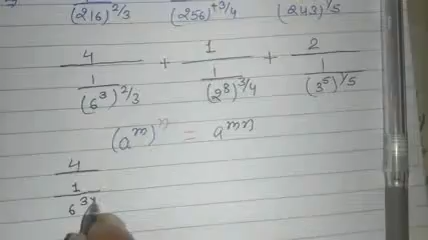 (216)^2/3 (256)^+3/4 (243)^1/5
4/(1/(6^3)^2/3) + 1/(1/(2^8)^3/4) + 2/(1/(3^5)^1/5)
(a^m)^n = a^mn
4/(1/6^3